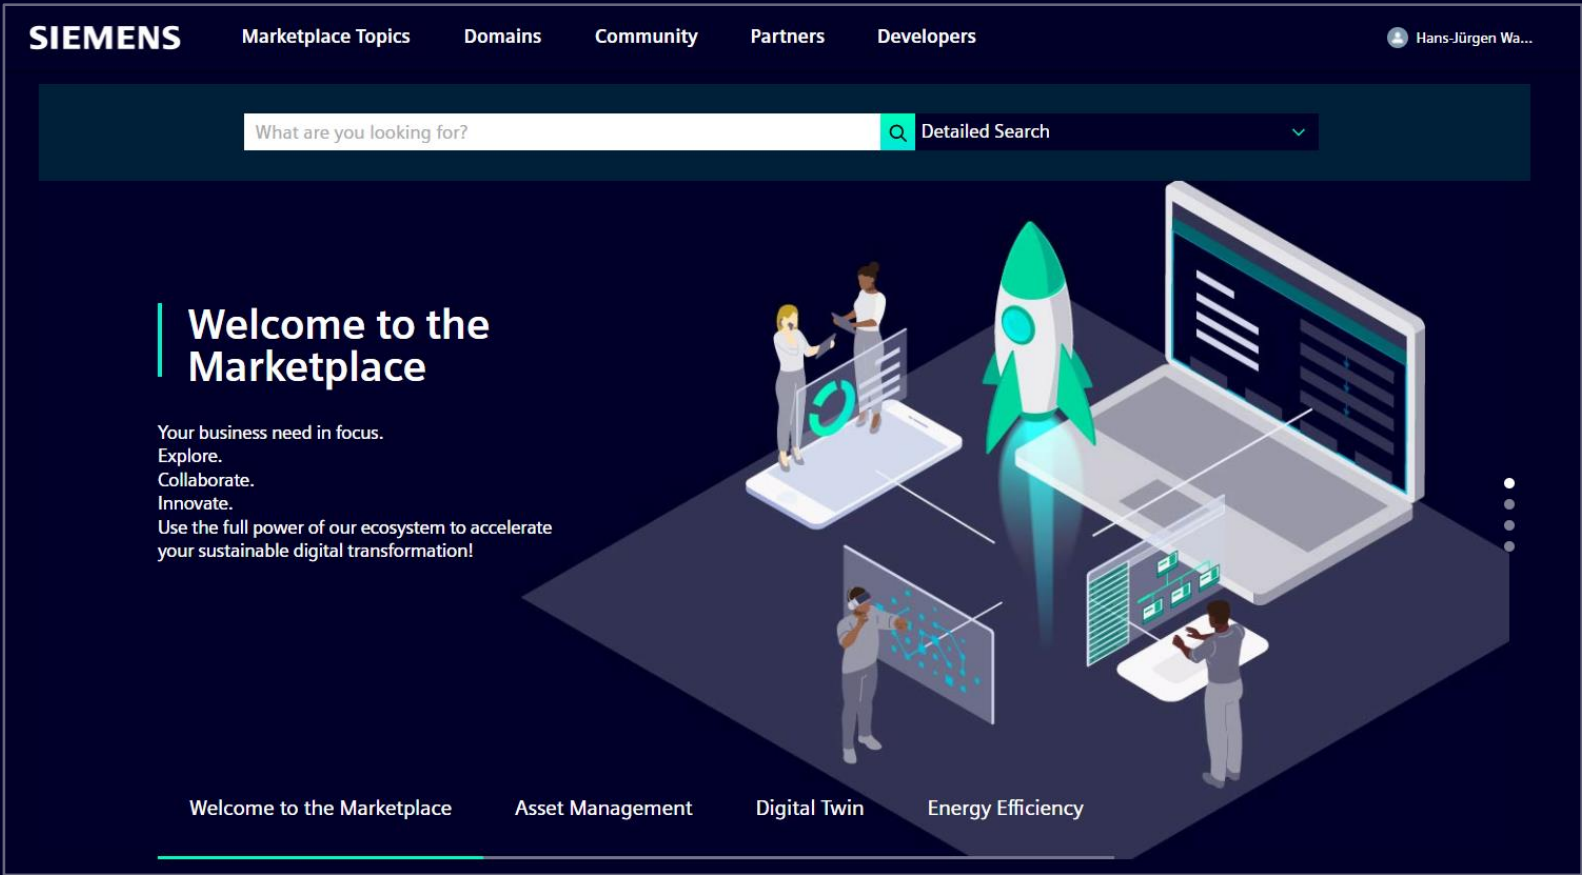 SIEMENS
Marketplace Topics
Domains
Community
Partners
Developers
Hans-Jürgen Wa...
What are you looking for?
Detailed Search
Welcome to the
Marketplace
Your business need in focus.
Explore.
Collaborate.
Innovate.
Use the full power of our ecosystem to accelerate
your sustainable digital transformation!
Welcome to the Marketplace
Asset Management
Digital Twin
Energy Efficiency